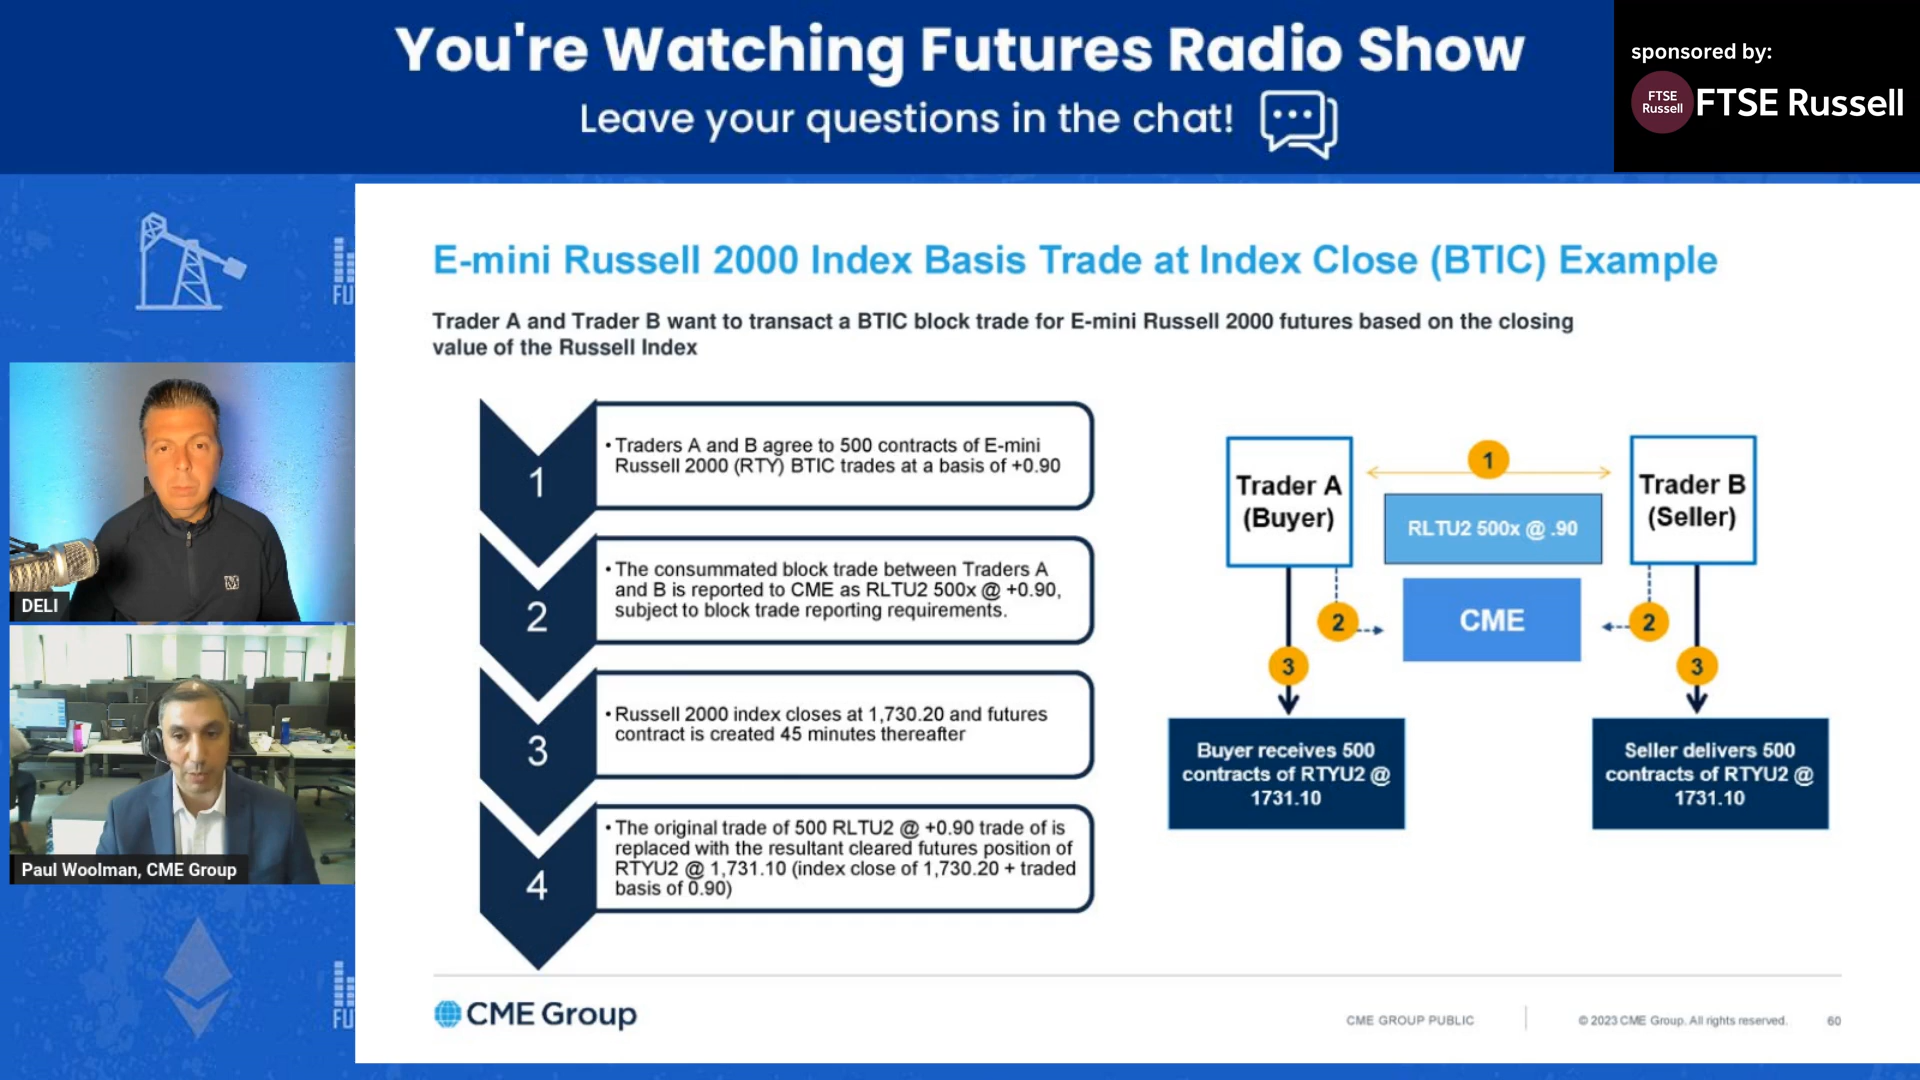 You're Watching Futures Radio Show
Leave your questions in the chat!
sponsored by:
FTSE
Russell
FTSE Russell
E-mini Russell 2000 Index Basis Trade at Index Close (BTIC) Example
Trader A and Trader B want to transact a BTIC block trade for E-mini Russell 2000 futures based on the closing
value of the Russell Index
1
• Traders A and B agree to 500 contracts of E-mini
Russell 2000 (RTY) BTIC trades at a basis of +0.90
2
• The consummated block trade between Traders A
and B is reported to CME as RLTU2 500x @ +0.90,
subject to block trade reporting requirements.
3
• Russell 2000 index closes at 1,730.20 and futures
contract is created 45 minutes thereafter
4
• The original trade of 500 RLTU2 @ +0.90 trade of is
replaced with the resultant cleared futures position of
RTYU2 @ 1,731.10 (index close of 1,730.20 + traded
basis of 0.90)
Trader A
(Buyer)
1
RLTU2 500x @ .90
Trader B
(Seller)
2
CME
2
3
3
Buyer receives 500
contracts of RTYU2 @
1731.10
Seller delivers 500
contracts of RTYU2 @
1731.10
CME Group
CME GROUP PUBLIC
© 2023 CME Group. All rights reserved.
60
DELI
Paul Woolman, CME Group
FU
FU